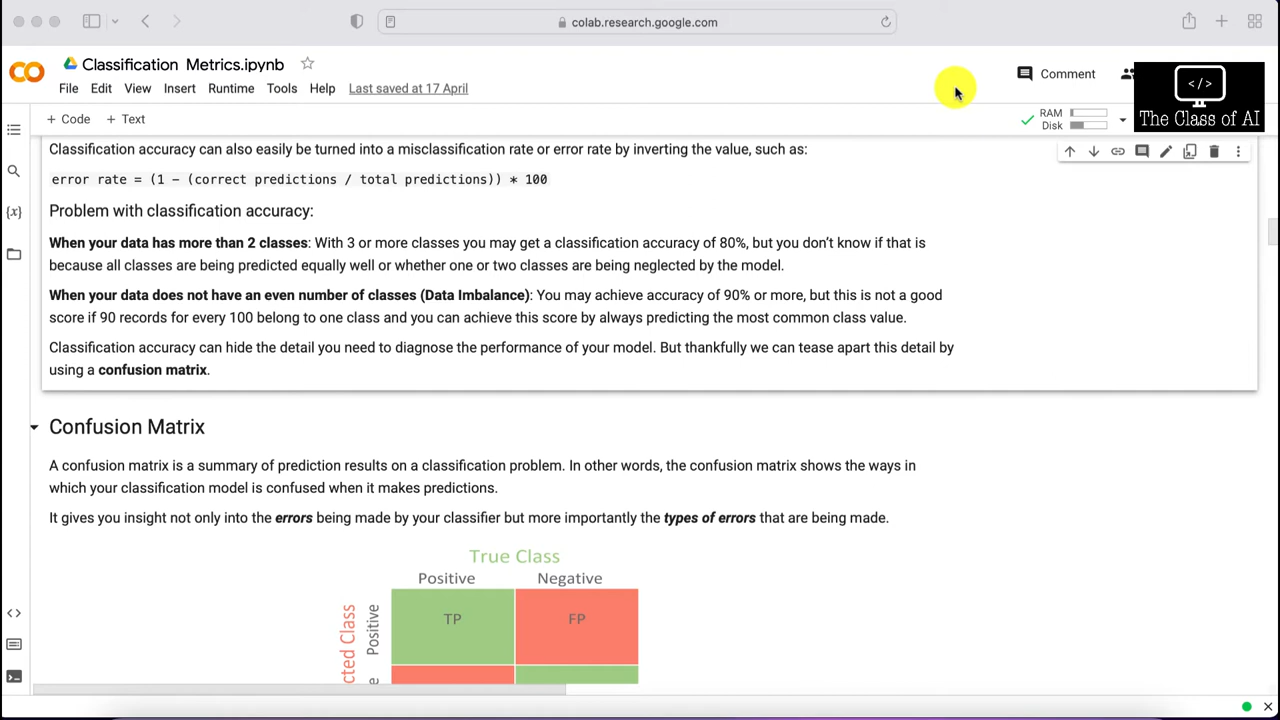 colab.research.google.com
Classification Metrics.ipynb
File Edit View Insert Runtime Tools Help Last saved at 17 April
Comment
</>
The Class of AI
+ Code + Text
RAM
Disk
Classification accuracy can also easily be turned into a misclassification rate or error rate by inverting the value, such as:
error rate = (1 - (correct predictions / total predictions)) * 100
Problem with classification accuracy:
When your data has more than 2 classes: With 3 or more classes you may get a classification accuracy of 80%, but you don't know if that is
because all classes are being predicted equally well or whether one or two classes are being neglected by the model.
When your data does not have an even number of classes (Data Imbalance): You may achieve accuracy of 90% or more, but this is not a good
score if 90 records for every 100 belong to one class and you can achieve this score by always predicting the most common class value.
Classification accuracy can hide the detail you need to diagnose the performance of your model. But thankfully we can tease apart this detail by
using a confusion matrix.
Confusion Matrix
A confusion matrix is a summary of prediction results on a classification problem. In other words, the confusion matrix shows the ways in
which your classification model is confused when it makes predictions.
It gives you insight not only into the errors being made by your classifier but more importantly the types of errors that are being made.
True Class
Positive Negative
cted Class
Positive
TP FP
e